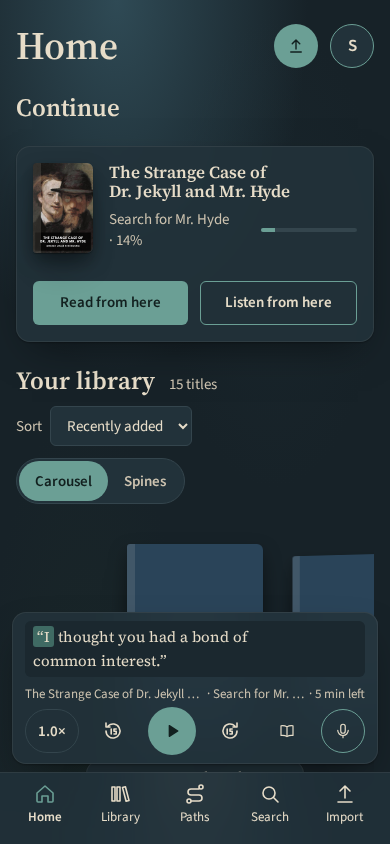 Home
S
Continue
The Strange Case of
Dr. Jekyll and Mr. Hyde
Search for Mr. Hyde
· 14%
THE STRANGE CASE OF
DR. JEKYLL AND MR. HYDE
Read from here
Listen from here
Your library
15 titles
Sort
Recently added
Carousel
Spines
“I thought you had a bond of
common interest.”
The Strange Case of Dr. Jekyll … · Search for Mr. … · 5 min left
1.0×
15
15
Home
Library
Paths
Search
Import